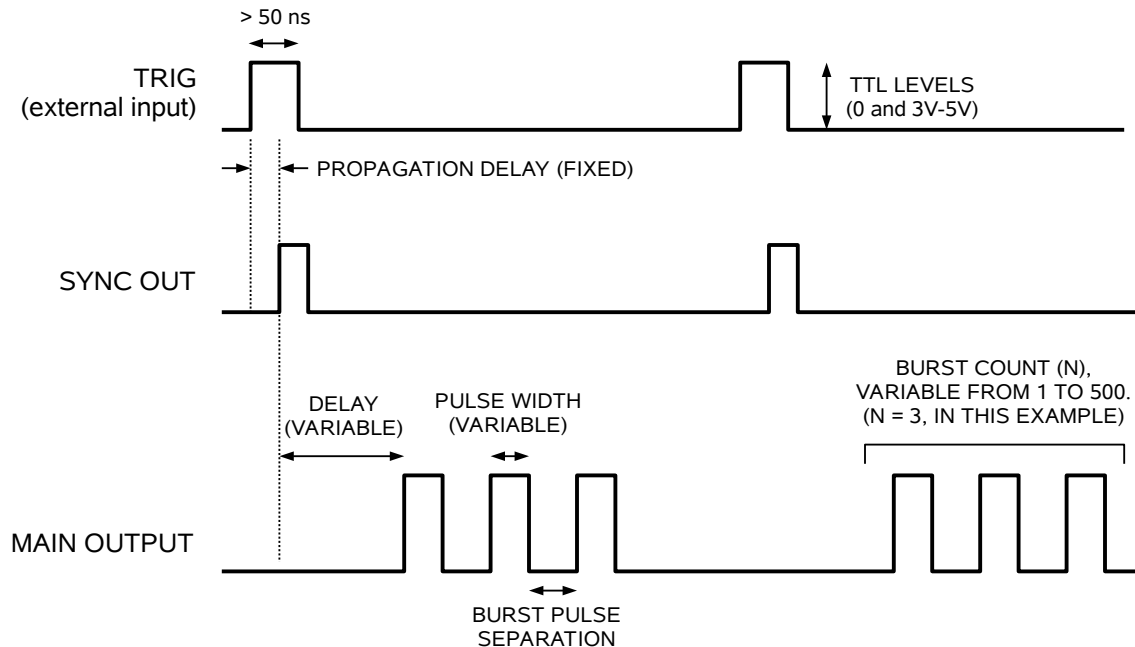 > 50 ns
TRIG
(external input)
TTL LEVELS
(0 and 3V-5V)
PROPAGATION DELAY (FIXED)
SYNC OUT
BURST COUNT (N),
VARIABLE FROM 1 TO 500.
(N = 3, IN THIS EXAMPLE)
DELAY
(VARIABLE)
PULSE WIDTH
(VARIABLE)
MAIN OUTPUT
BURST PULSE
SEPARATION